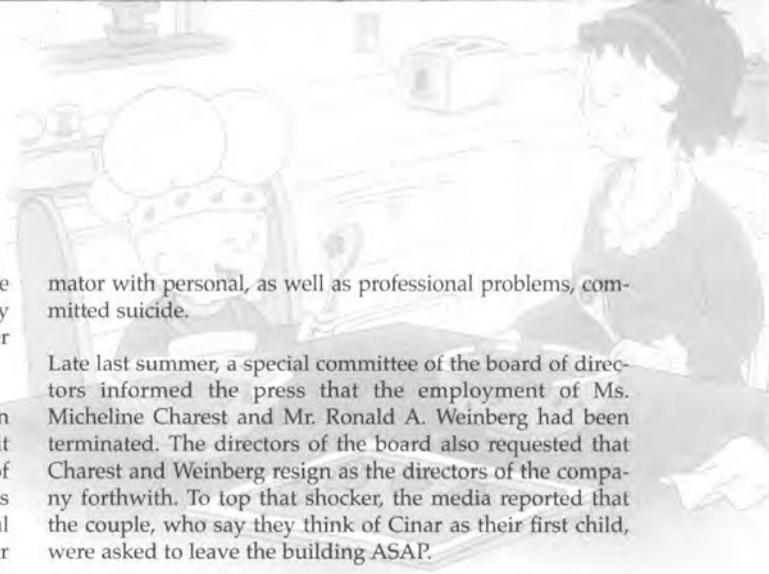 e
y
r
n
it
of
s
al
r
mator with personal, as well as professional problems, com-
mitted suicide.
Late last summer, a special committee of the board of direc-
tors informed the press that the employment of Ms.
Micheline Charest and Mr. Ronald A. Weinberg had been
terminated. The directors of the board also requested that
Charest and Weinberg resign as the directors of the compa-
ny forthwith. To top that shocker, the media reported that
the couple, who say they think of Cinar as their first child,
were asked to leave the building ASAP.